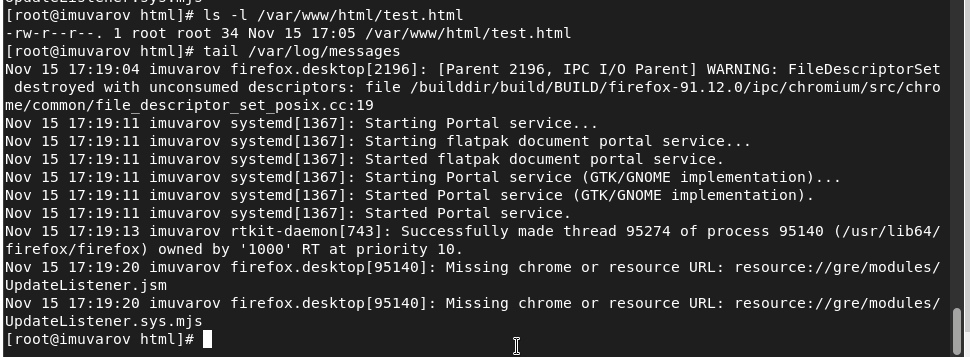 UpdateListener.sys.mjs
[root@imuvarov html]# ls -l /var/www/html/test.html
-rw-r--r--. 1 root root 34 Nov 15 17:05 /var/www/html/test.html
[root@imuvarov html]# tail /var/log/messages
Nov 15 17:19:04 imuvarov firefox.desktop[2196]: [Parent 2196, IPC I/O Parent] WARNING: FileDescriptorSet
 destroyed with unconsumed descriptors: file /builddir/build/BUILD/firefox-91.12.0/ipc/chromium/src/chro
me/common/file_descriptor_set_posix.cc:19
Nov 15 17:19:11 imuvarov systemd[1367]: Starting Portal service...
Nov 15 17:19:11 imuvarov systemd[1367]: Starting flatpak document portal service...
Nov 15 17:19:11 imuvarov systemd[1367]: Started flatpak document portal service.
Nov 15 17:19:11 imuvarov systemd[1367]: Starting Portal service (GTK/GNOME implementation)...
Nov 15 17:19:11 imuvarov systemd[1367]: Started Portal service (GTK/GNOME implementation).
Nov 15 17:19:11 imuvarov systemd[1367]: Started Portal service.
Nov 15 17:19:13 imuvarov rtkit-daemon[743]: Successfully made thread 95274 of process 95140 (/usr/lib64/
firefox/firefox) owned by '1000' RT at priority 10.
Nov 15 17:19:20 imuvarov firefox.desktop[95140]: Missing chrome or resource URL: resource://gre/modules/
UpdateListener.jsm
Nov 15 17:19:20 imuvarov firefox.desktop[95140]: Missing chrome or resource URL: resource://gre/modules/
UpdateListener.sys.mjs
[root@imuvarov html]#